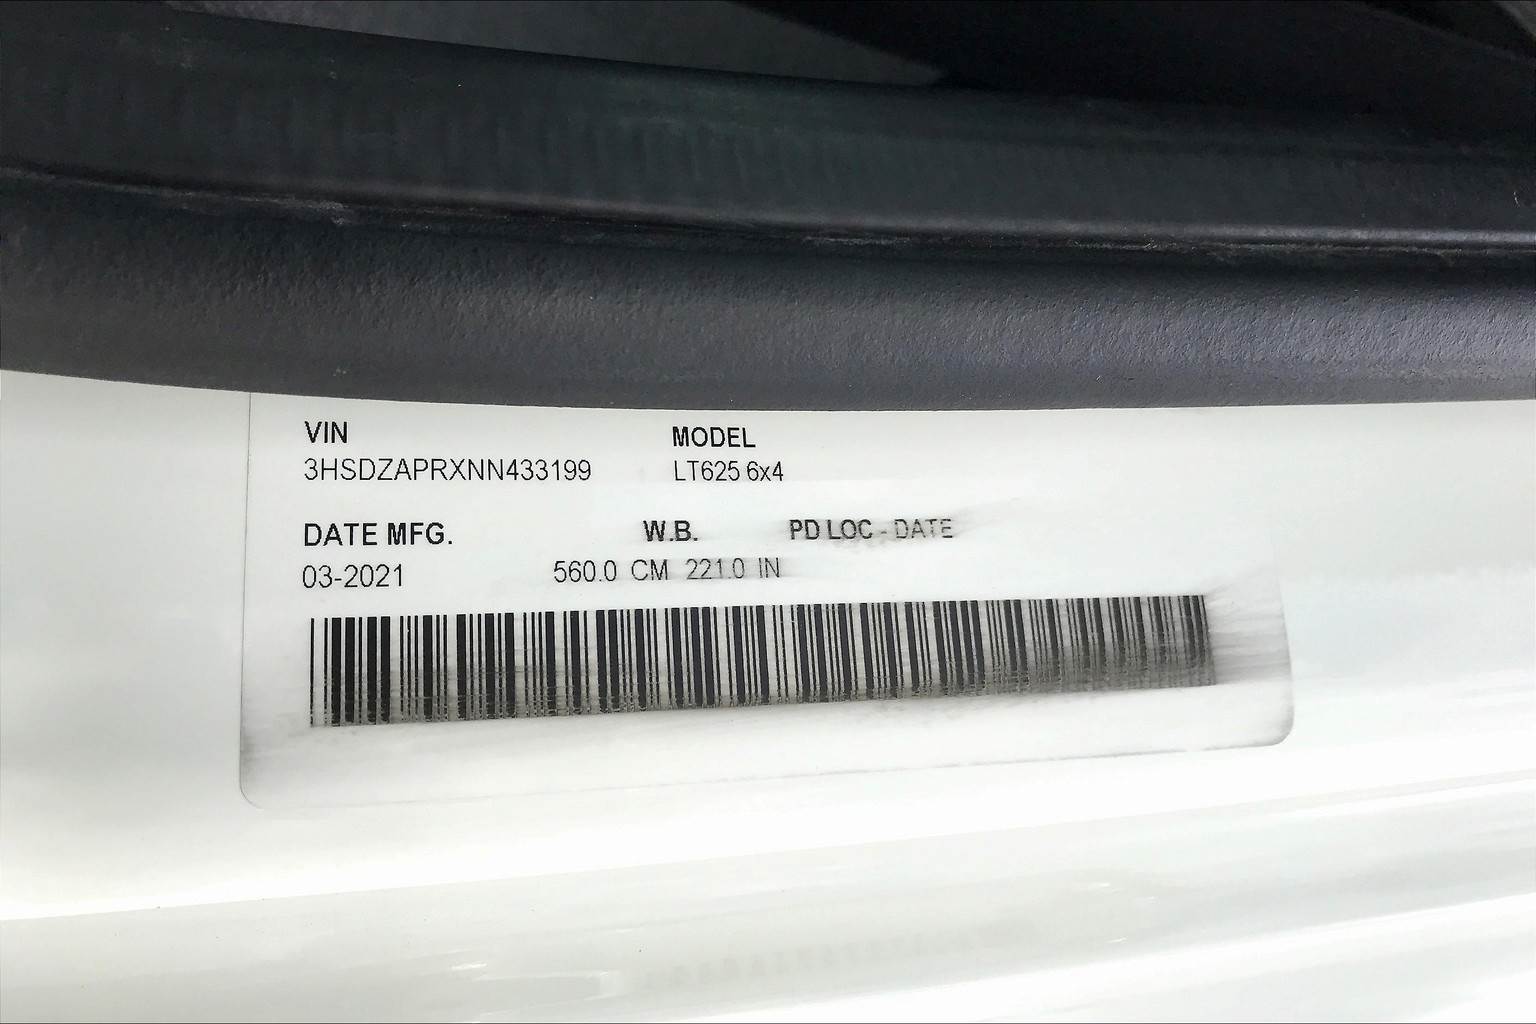 VIN MODEL
3HSDZAPRXNN433199 LT625 6x4
DATE MFG. W.B. PD LOC - DATE
03-2021 560.0 CM 221.0 IN